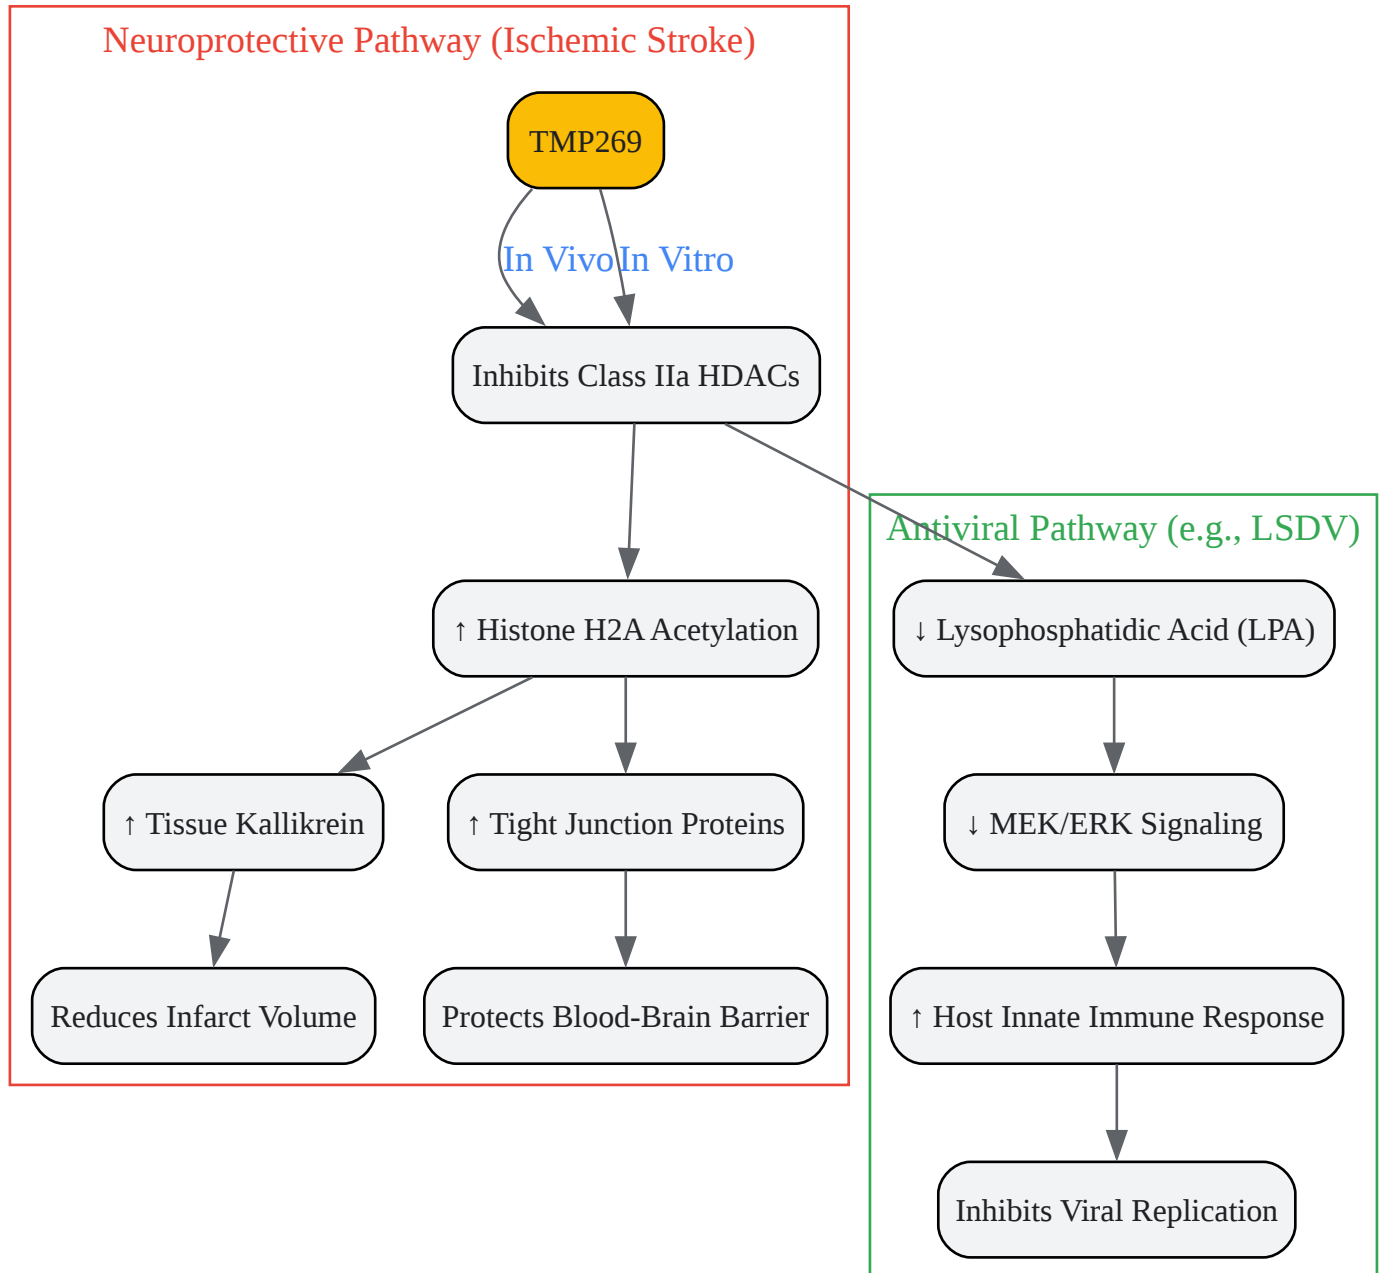 Neuroprotective Pathway (Ischemic Stroke)
TMP269
In Vivo
In Vitro
Inhibits Class IIa HDACs
Antiviral Pathway (e.g., LSDV)
↑ Histone H2A Acetylation
↓ Lysophosphatidic Acid (LPA)
↑ Tissue Kallikrein
↑ Tight Junction Proteins
↓ MEK/ERK Signaling
Reduces Infarct Volume
Protects Blood-Brain Barrier
↑ Host Innate Immune Response
Inhibits Viral Replication